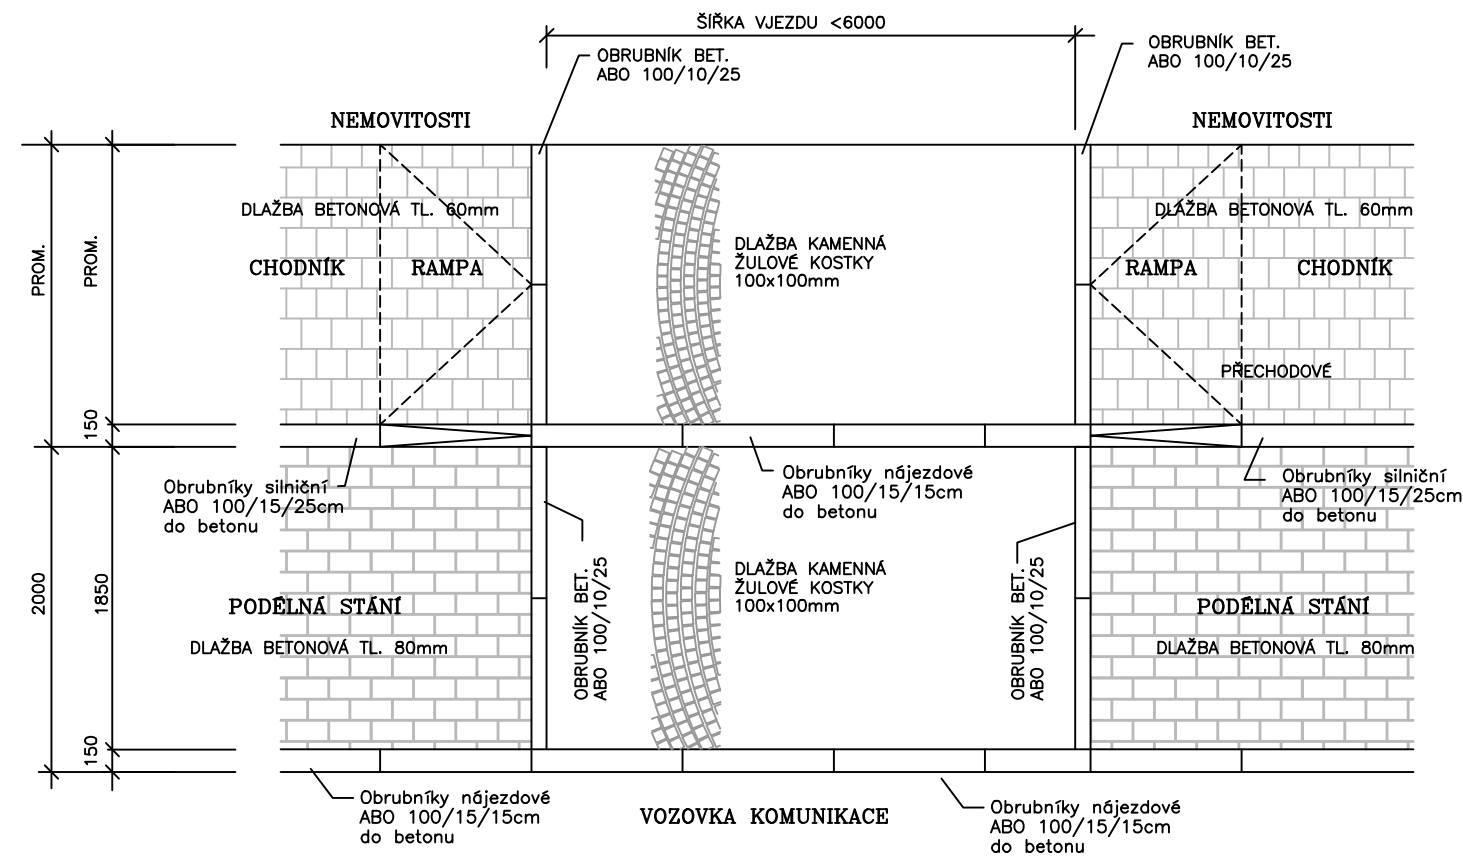 ŠÍŘKA VJEZDU <6000
OBRUBNÍK BET.
ABO 100/10/25
OBRUBNÍK BET.
ABO 100/10/25
NEMOVITOSTI
NEMOVITOSTI
DLAŽBA BETONOVÁ TL. 60mm
DLAŽBA BETONOVÁ TL. 60mm
DLAŽBA KAMENNÁ
ŽULOVÉ KOSTKY
100x100mm
CHODNÍK
RAMPA
RAMPA
CHODNÍK
PROM.
PROM.
PŘECHODOVÉ
150
Obrubníky silniční
ABO 100/15/25cm
do betonu
Obrubníky nájezdové
ABO 100/15/15cm
do betonu
Obrubníky silniční
ABO 100/15/25cm
do betonu
2000
1850
OBRUBNÍK BET.
ABO 100/10/25
DLAŽBA KAMENNÁ
ŽULOVÉ KOSTKY
100x100mm
OBRUBNÍK BET.
ABO 100/10/25
PODÉLNÁ STÁNÍ
PODÉLNÁ STÁNÍ
DLAŽBA BETONOVÁ TL. 80mm
DLAŽBA BETONOVÁ TL. 80mm
150
Obrubníky nájezdové
ABO 100/15/15cm
do betonu
VOZOVKA KOMUNIKACE
Obrubníky nájezdové
ABO 100/15/15cm
do betonu